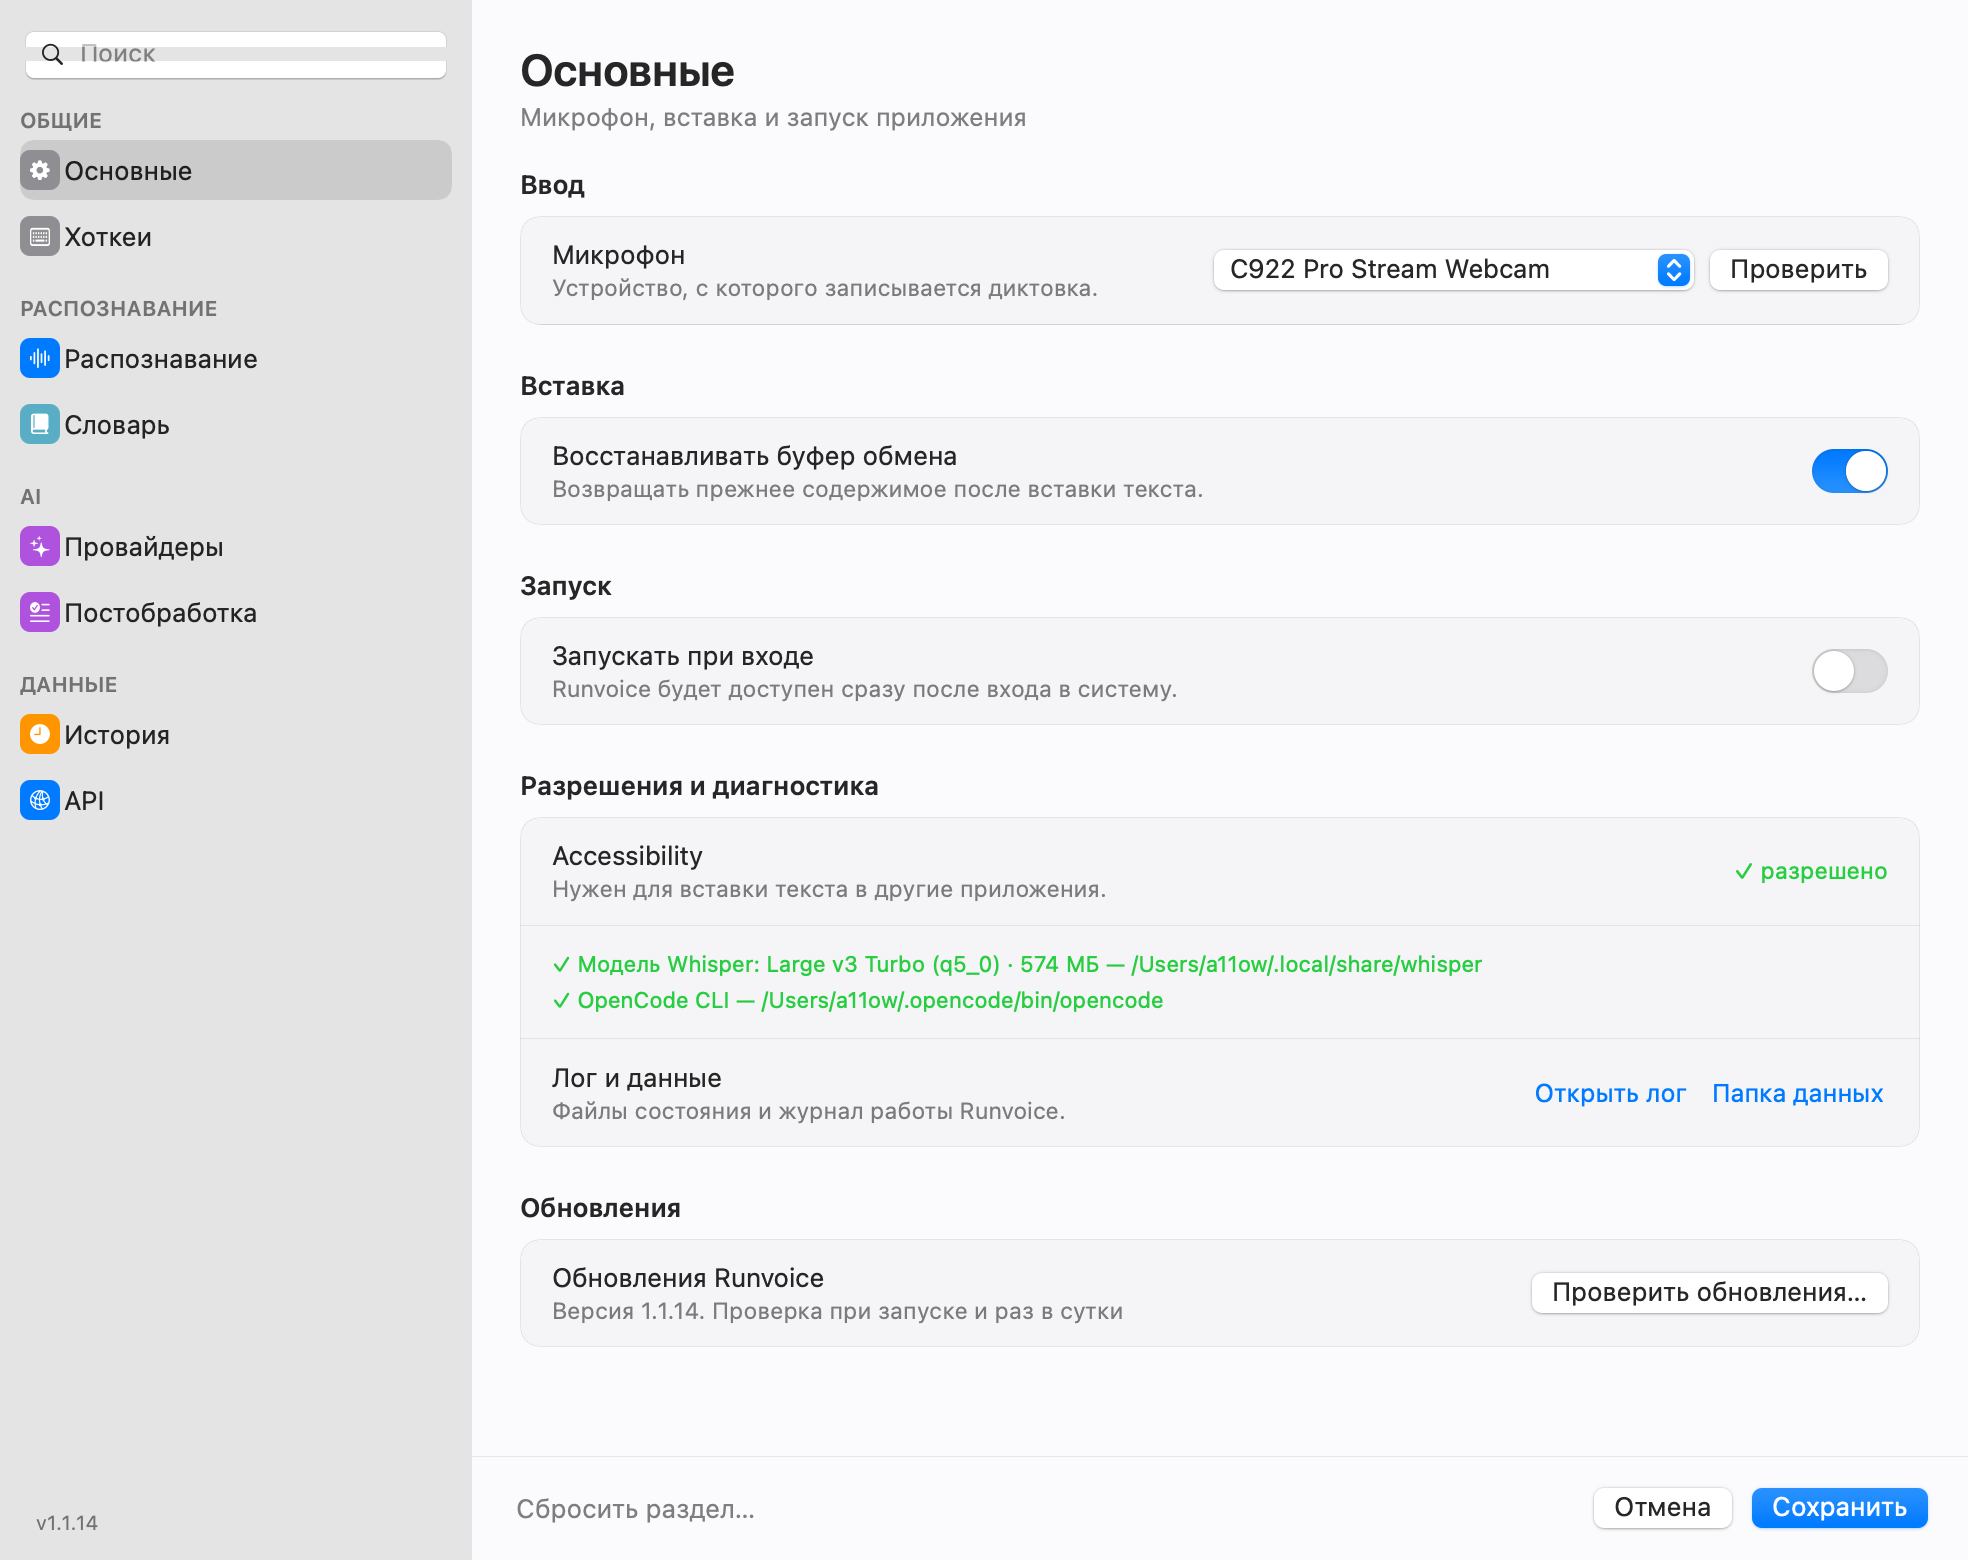 Поиск
ОБЩИЕ
Основные
Хоткеи
РАСПОЗНАВАНИЕ
Распознавание
Словарь
AI
Провайдеры
Постобработка
ДАННЫЕ
История
API
v1.1.14
Основные
Микрофон, вставка и запуск приложения
Ввод
Микрофон
Устройство, с которого записывается диктовка.
C922 Pro Stream Webcam
Проверить
Вставка
Восстанавливать буфер обмена
Возвращать прежнее содержимое после вставки текста.
Запуск
Запускать при входе
Runvoice будет доступен сразу после входа в систему.
Разрешения и диагностика
Accessibility
Нужен для вставки текста в другие приложения.
✓ разрешено
✓ Модель Whisper: Large v3 Turbo (q5_0) · 574 МБ — /Users/a11ow/.local/share/whisper
✓ OpenCode CLI — /Users/a11ow/.opencode/bin/opencode
Лог и данные
Файлы состояния и журнал работы Runvoice.
Открыть лог
Папка данных
Обновления
Обновления Runvoice
Версия 1.1.14. Проверка при запуске и раз в сутки
Проверить обновления...
Сбросить раздел...
Отмена
Сохранить